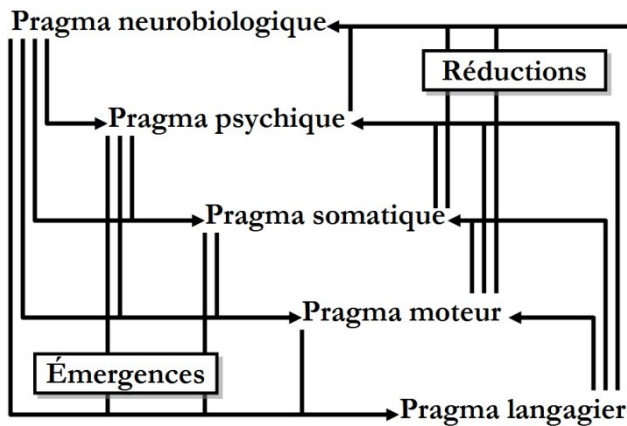 Pragma neurobiologique
Réductions
Pragma psychique
Pragma somatique
Pragma moteur
Émergences
Pragma langagier